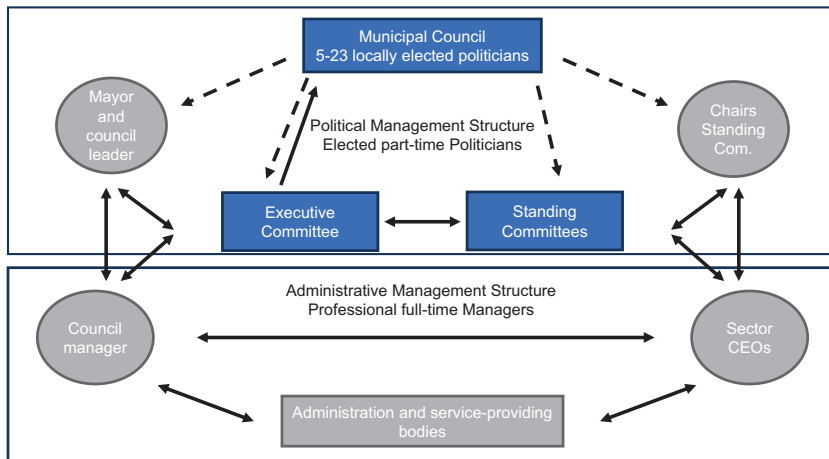 Municipal Council
5-23 locally elected politicians
Mayor
and
council
leader
Chairs
Standing
Com.
Political Management Structure
Elected part-time Politicians
Executive
Committee
Standing
Committees
Administrative Management Structure
Professional full-time Managers
Council
manager
Sector
CEOs
Administration and service-providing
bodies